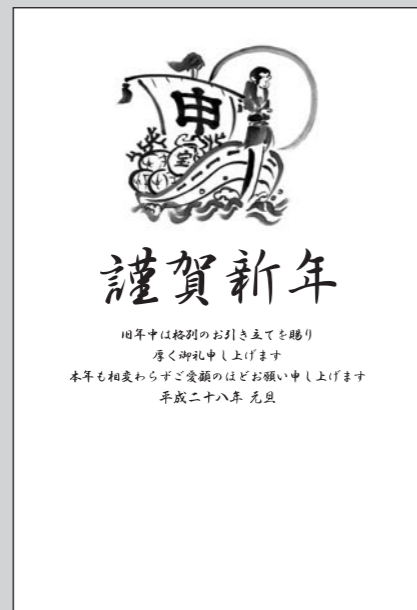 申
宝
謹賀新年
旧年中は格別のお引き立てを賜り
厚く御礼申し上げます
本年も相変わらずご愛顧のほどお願い申し上げます
平成二十八年 元旦